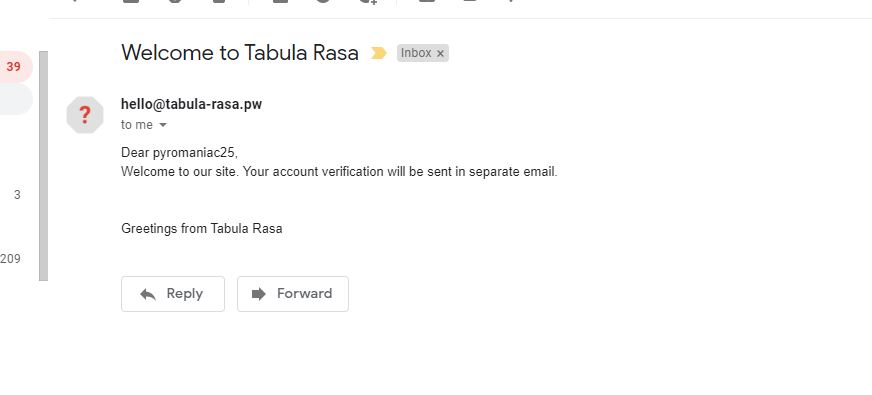 Welcome to Tabula Rasa Inbox ×
39
hello@tabula-rasa.pw
?
to me
Dear pyromaniac25,
Welcome to our site. Your account verification will be sent in separate email.
3
Greetings from Tabula Rasa
209
Reply Forward